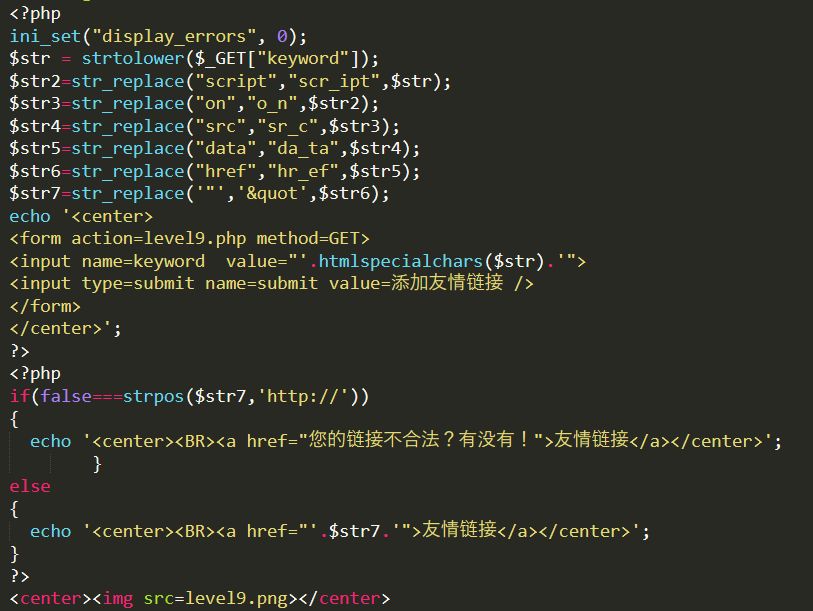 <?php
ini_set("display_errors", 0);
$str = strtolower($_GET["keyword"]);
$str2=str_replace("script","scr_ipt",$str);
$str3=str_replace("on","o_n",$str2);
$str4=str_replace("src","sr_c",$str3);
$str5=str_replace("data","da_ta",$str4);
$str6=str_replace("href","hr_ef",$str5);
$str7=str_replace('"','&quot',$str6);
echo '<center>
<form action=level9.php method=GET>
<input name=keyword  value="'.htmlspecialchars($str).'">
<input type=submit name=submit value=添加友情链接 />
</form>
</center>';
?>
<?php
if(false===strpos($str7,'http://'))
{
  echo '<center><BR><a href="您的链接不合法？有没有！">友情链接</a></center>';
        }
else
{
  echo '<center><BR><a href="'.$str7.'">友情链接</a></center>';
}
?>
<center><img src=level9.png></center>